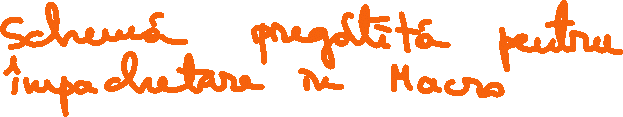 Schemă pregătită pentru
împachetare în Macro